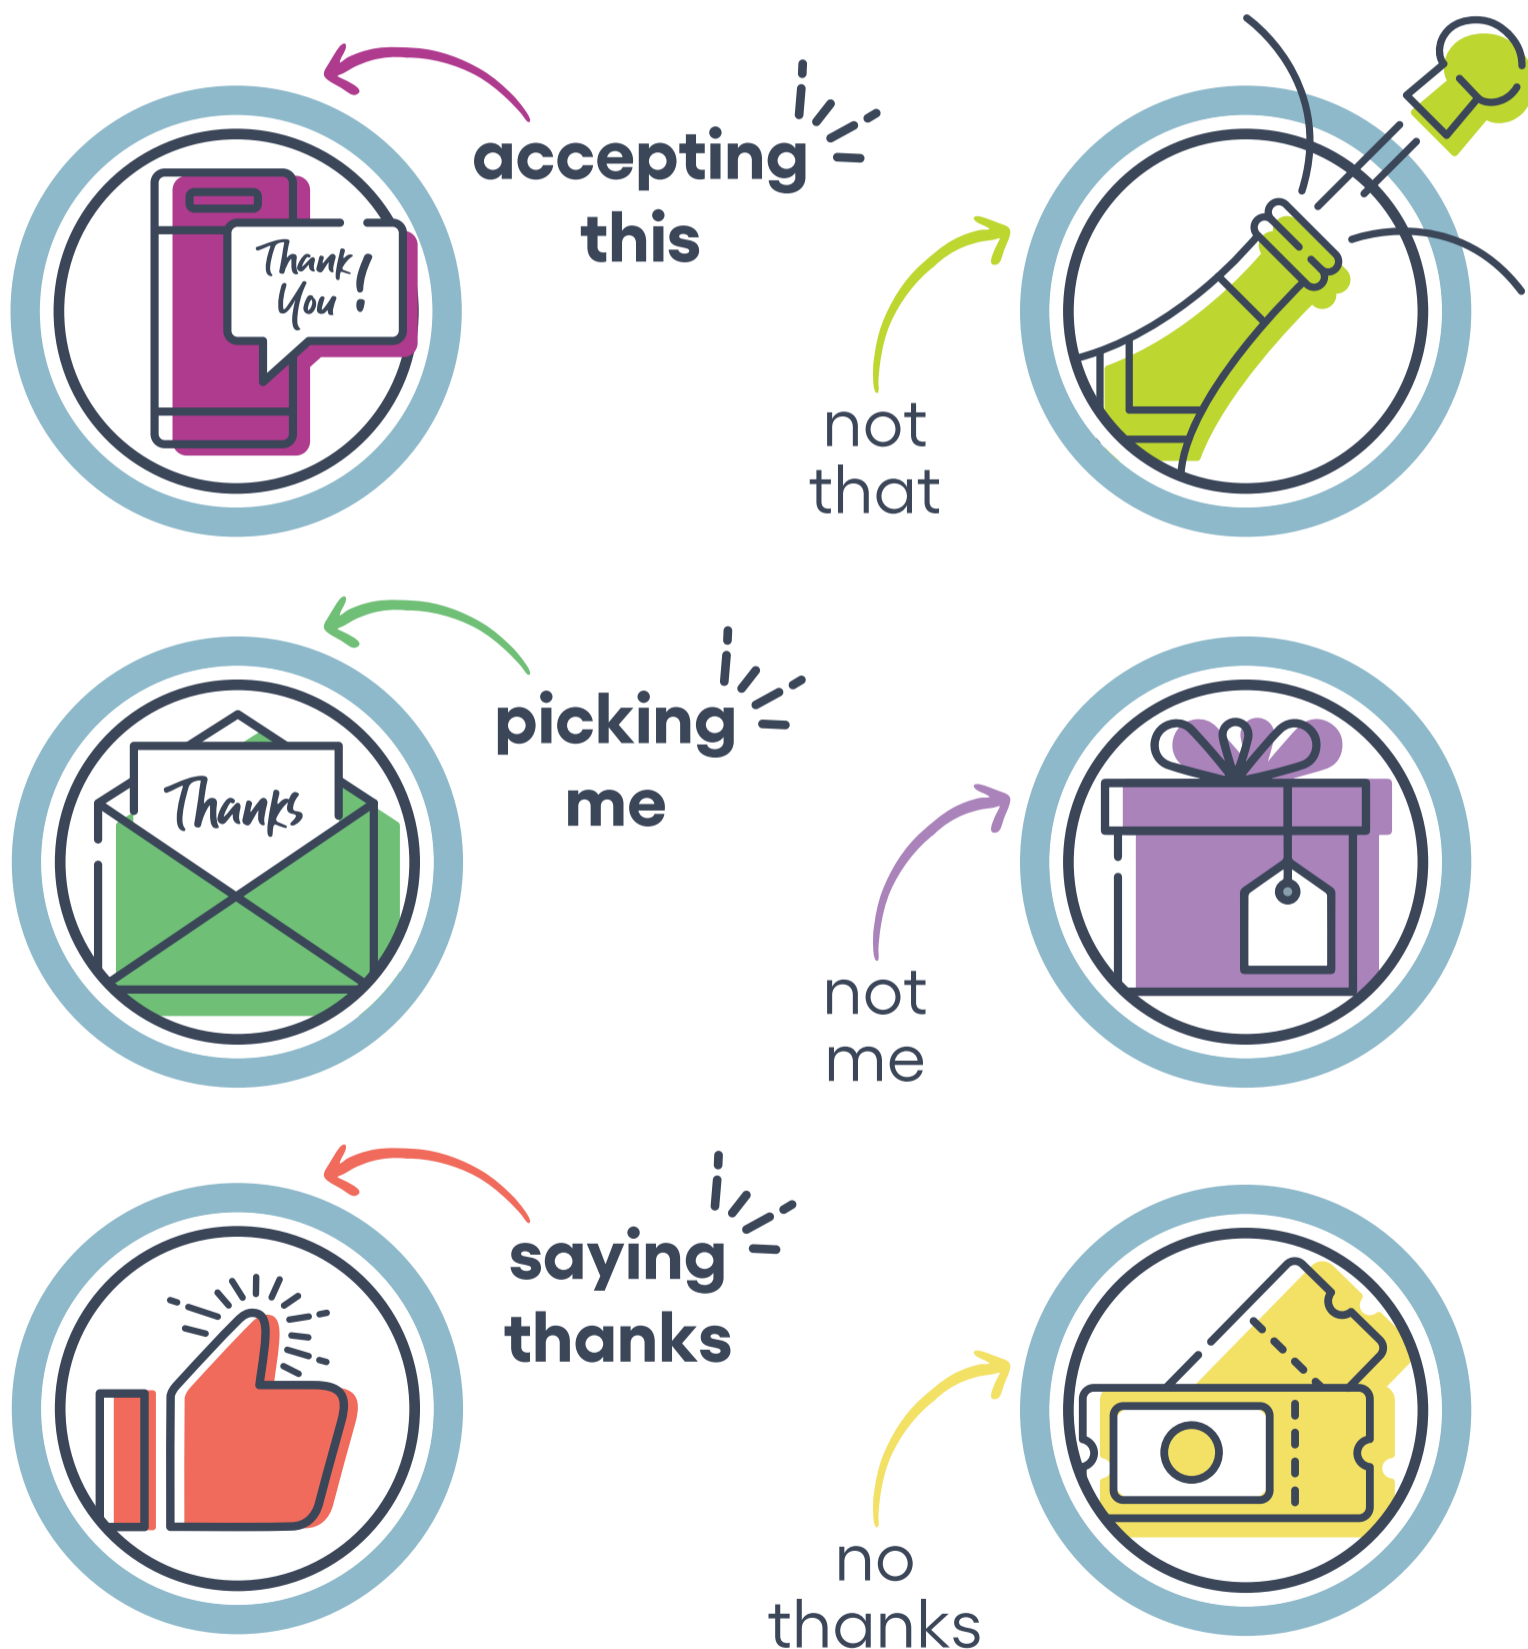 accepting
this
Thank
You!
not
that
picking
me
Thanks
not
me
saying
thanks
no
thanks